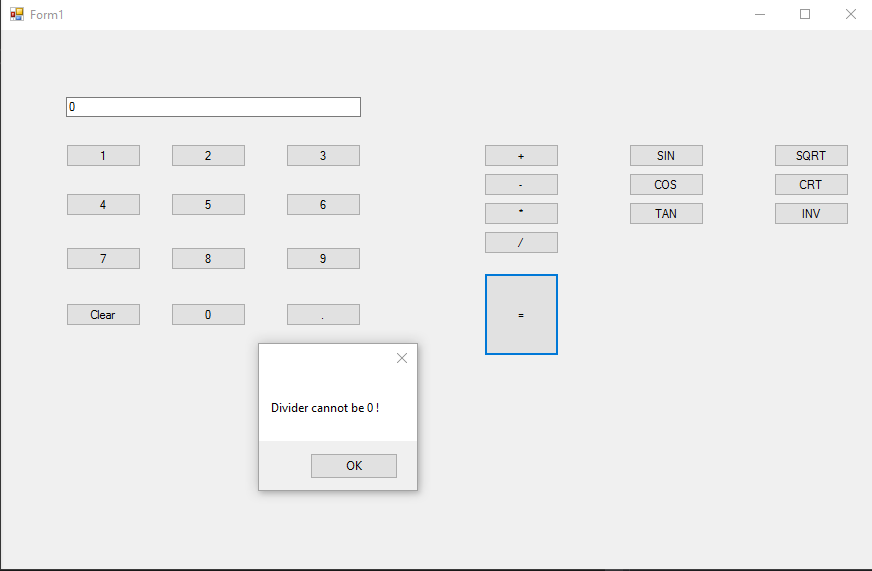 Form1
0
1 2 3 + SIN SQRT
- COS CRT
4 5 6 * TAN INV
/
7 8 9
Clear 0 . =
Divider cannot be 0 !
OK